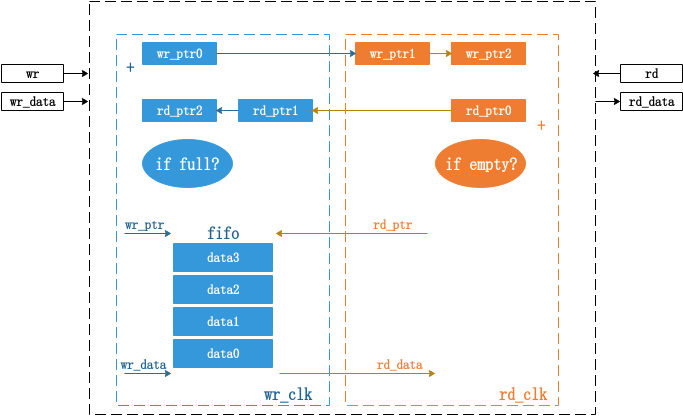 wr_ptr0
wr_ptr1
wr_ptr2
+
wr
rd
wr_data
rd_data
rd_ptr2
rd_ptr1
rd_ptr0
+
if full?
if empty?
wr_ptr
fifo
rd_ptr
data3
data2
data1
data0
wr_data
rd_data
wr_clk
rd_clk